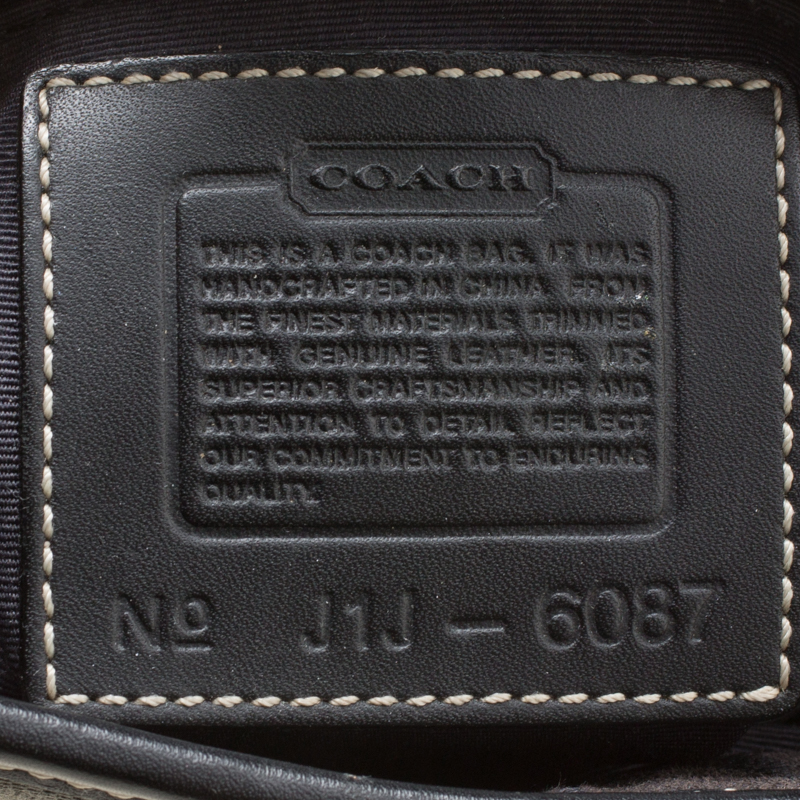 COACH
THIS IS A COACH BAG. IT WAS
HANDCRAFTED IN CHINA FROM
THE FINEST MATERIALS TRIMMED
WITH GENUINE LEATHER. ITS
SUPERIOR CRAFTSMANSHIP AND
ATTENTION TO DETAIL REFLECT
OUR COMMITMENT TO ENDURING
QUALITY.
Nº J1J - 6087